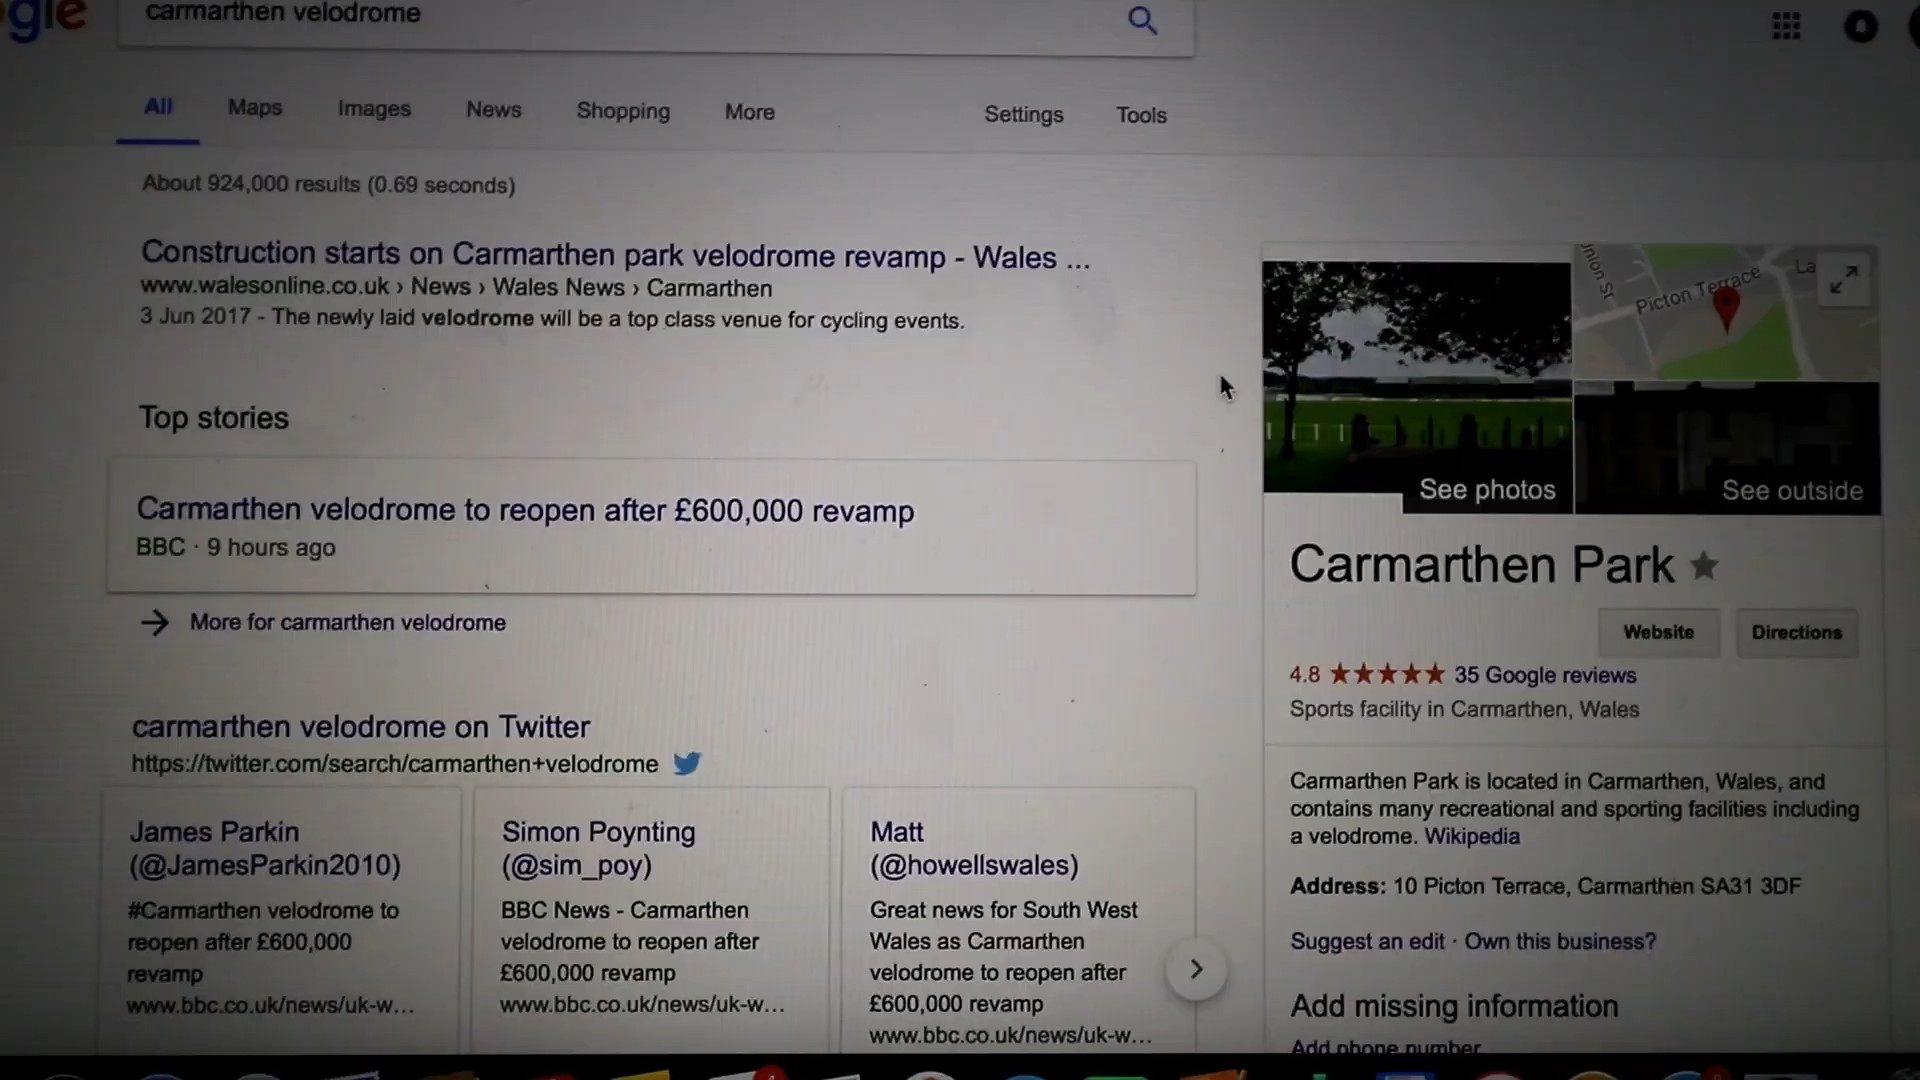 gle
carmarthen velodrome
All Maps Images News Shopping More Settings Tools
About 924,000 results (0.69 seconds)
Construction starts on Carmarthen park velodrome revamp - Wales ...
www.walesonline.co.uk › News › Wales News › Carmarthen
3 Jun 2017 - The newly laid velodrome will be a top class venue for cycling events.
Top stories
Carmarthen velodrome to reopen after £600,000 revamp
BBC · 9 hours ago
More for carmarthen velodrome
carmarthen velodrome on Twitter
https://twitter.com/search/carmarthen+velodrome
James Parkin
(@JamesParkin2010)
#Carmarthen velodrome to
reopen after £600,000
revamp
www.bbc.co.uk/news/uk-w...
Simon Poynting
(@sim_poy)
BBC News - Carmarthen
velodrome to reopen after
£600,000 revamp
www.bbc.co.uk/news/uk-w...
Matt
(@howellswales)
Great news for South West
Wales as Carmarthen
velodrome to reopen after
£600,000 revamp
www.bbc.co.uk/news/uk-w...
Union St
Picton Terrace
La
See photos
See outside
Carmarthen Park
Website Directions
4.8 35 Google reviews
Sports facility in Carmarthen, Wales
Carmarthen Park is located in Carmarthen, Wales, and
contains many recreational and sporting facilities including
a velodrome. Wikipedia
Address: 10 Picton Terrace, Carmarthen SA31 3DF
Suggest an edit · Own this business?
Add missing information
Add phone number